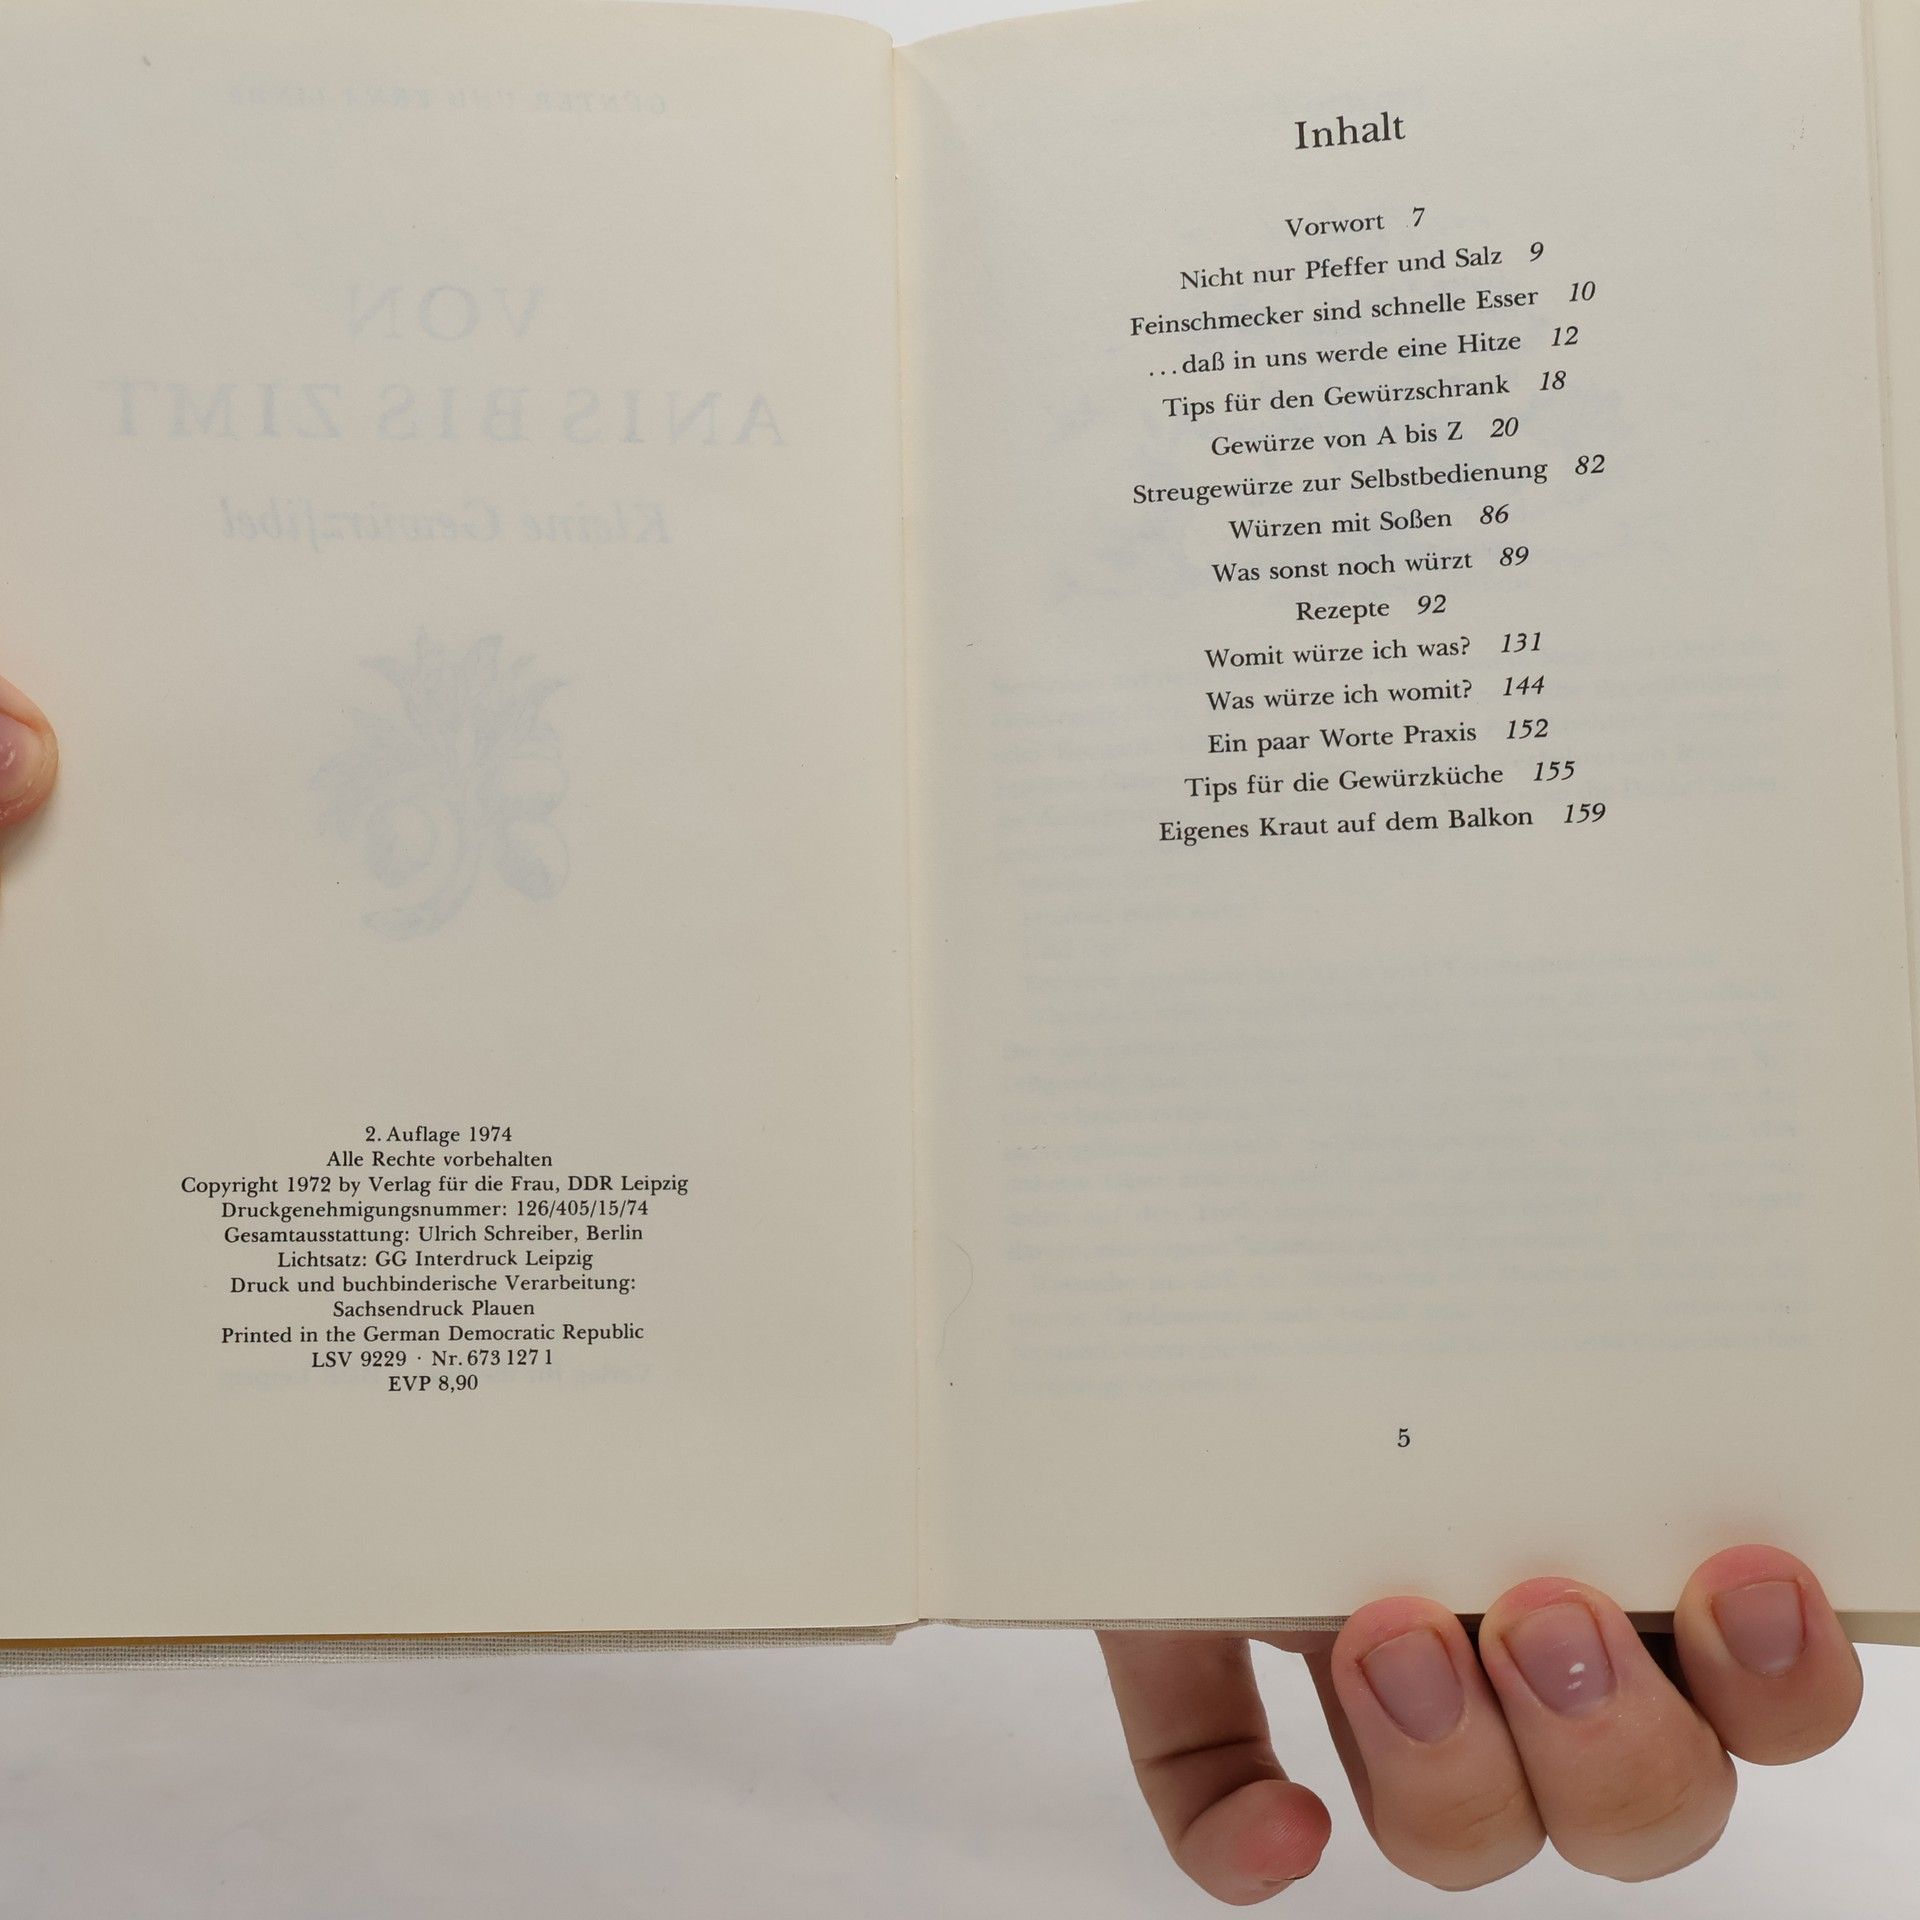 VON
ANIS BIS ZIMT
Kleine Gewürzfibel
2. Auflage 1974
Alle Rechte vorbehalten
Copyright 1972 by Verlag für die Frau, DDR Leipzig
Druckgenehmigungsnummer: 126/405/15/74
Gesamtausstattung: Ulrich Schreiber, Berlin
Lichtsatz: GG Interdruck Leipzig
Druck und buchbinderische Verarbeitung:
Sachsendruck Plauen
Printed in the German Democratic Republic
LSV 9229 · Nr. 673 127 1
EVP 8,90
Inhalt
Vorwort 7
Nicht nur Pfeffer und Salz 9
Feinschmecker sind schnelle Esser 10
...daß in uns werde eine Hitze 12
Tips für den Gewürzschrank 18
Gewürze von A bis Z 20
Streugewürze zur Selbstbedienung 82
Würzen mit Soßen 86
Was sonst noch würzt 89
Rezepte 92
Womit würze ich was? 131
Was würze ich womit? 144
Ein paar Worte Praxis 152
Tips für die Gewürzküche 155
Eigenes Kraut auf dem Balkon 159
5